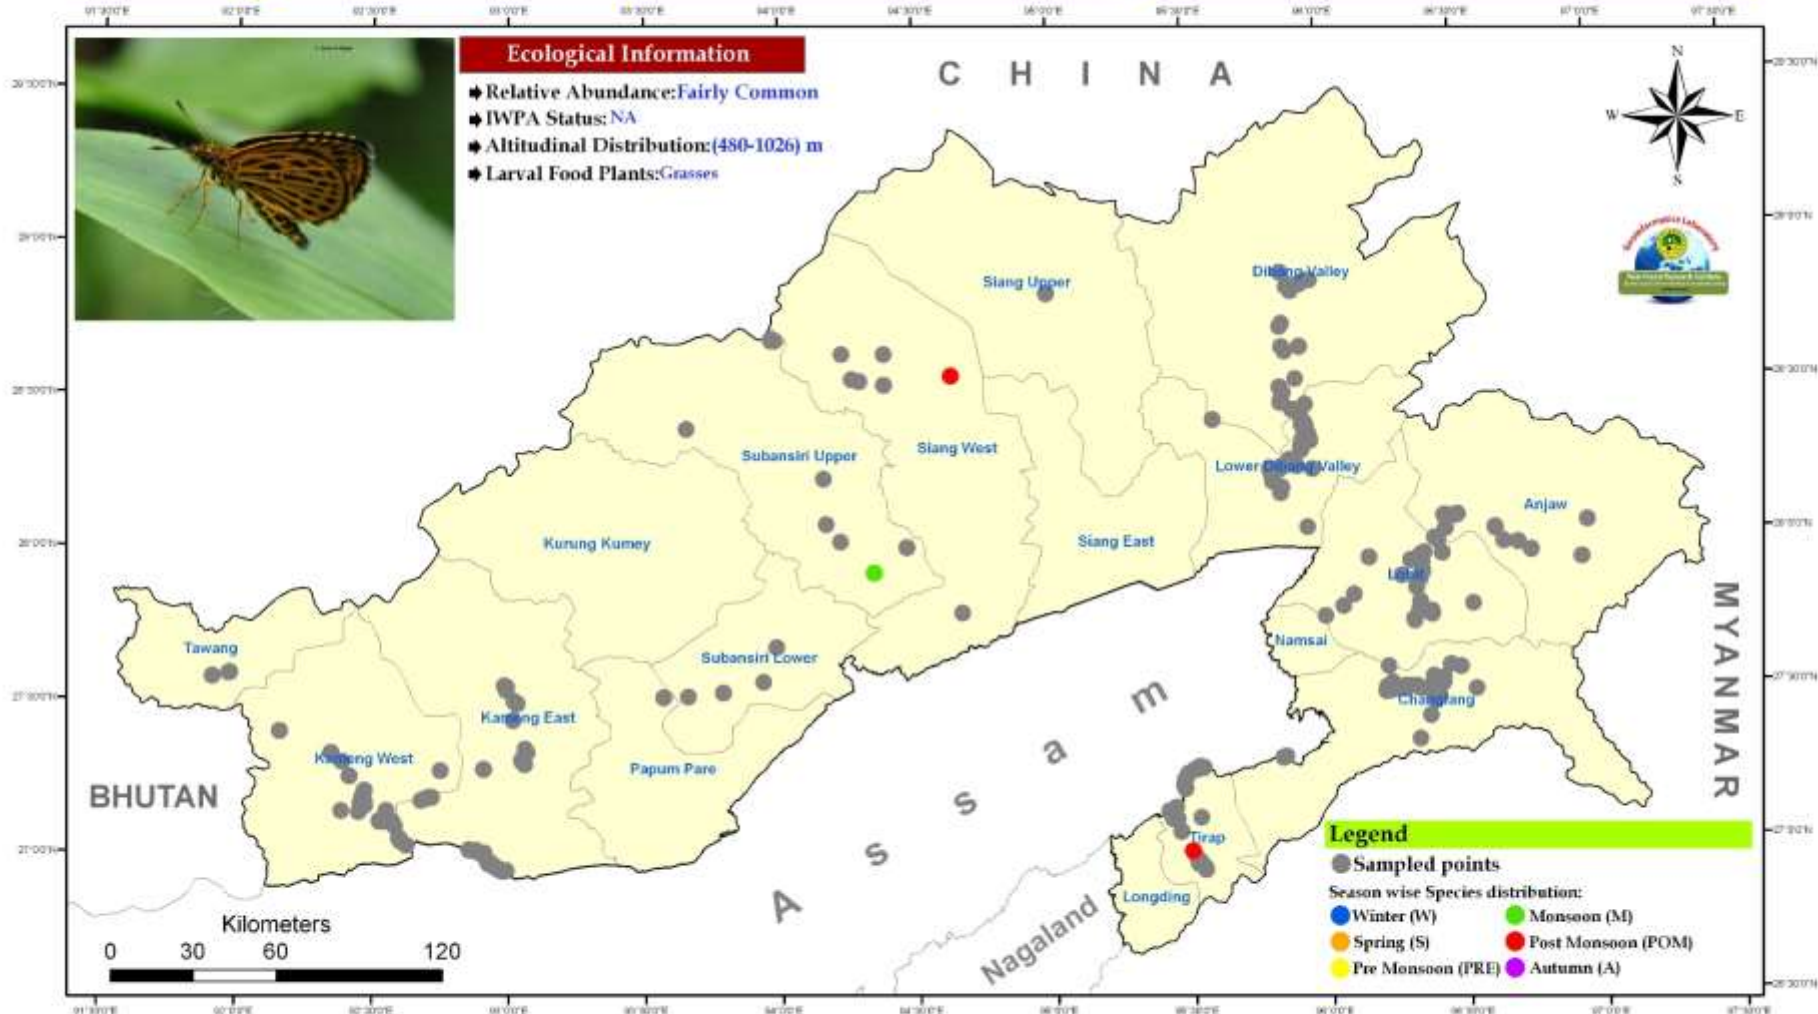 Ecological Information
Relative Abundance:Fairly Common
IWPA Status: NA
Altitudinal Distribution:(480-1026) m
Larval Food Plants:Grasses
C H I N A
N
W E
S
Siang Upper
Dibang Valley
Subansiri Upper
Siang West
Lower Dibang Valley
Anjaw
Kurung Kumey
Siang East
Lohit
Tawang
Subansiri Lower
Namsai
Kameng East
Changlang
Kameng West
Papum Pare
BHUTAN
MYANMAR
Assam
Tirap
Longding
Nagaland
Kilometers
0 30 60 120
Legend
Sampled points
Season wise Species distribution:
Winter (W) Monsoon (M)
Spring (S) Post Monsoon (POM)
Pre Monsoon (PRE) Autumn (A)